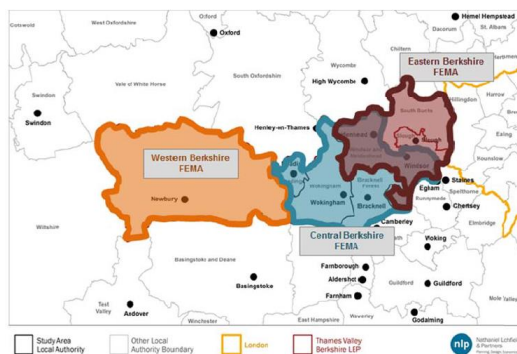 Cotswold
West Oxfordshire
Oxford
Hemel Hempstead
Dacorum
St. Albans
Chiltern
Vale of White Horse
South Oxfordshire
Wycombe
High Wycombe
Eastern Berkshire
FEMA
Hillingdon
Harrow
Ealing
South Bucks
Swindon
Swindon
Henley-on-Thames
Slough
Windsor
Hounslow
Western Berkshire
FEMA
Staines
Egham
Spelthorne
Runnymede
Chertsey
Elmbridge
Wokingham
Wokingham
Bracknell
Forest
Bracknell
Newbury
Camberley
Central Berkshire
FEMA
Woking
Wiltshire
Basingstoke and Deane
Basingstoke
Farnborough
Aldershot
Farnham
Guildford
Guildford
Mole Valley
Test
Valley
Andover
Winchester
East Hampshire
Waverley
Godalming
Study Area
Local Authority
Other Local
Authority Boundary
London
Thames Valley
Berkshire LEP
nlp
Nathaniel Lichfield
& Partners